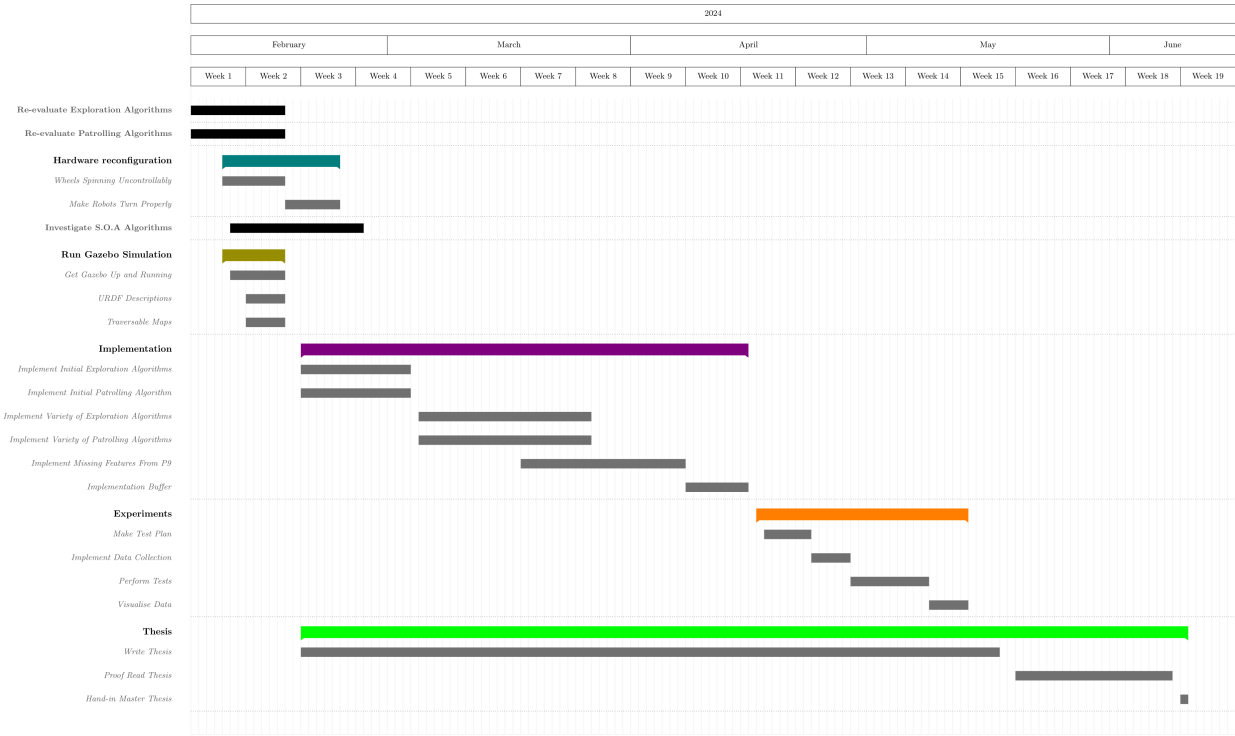 2024
February March April May June
Week 1 Week 2 Week 3 Week 4 Week 5 Week 6 Week 7 Week 8 Week 9 Week 10 Week 11 Week 12 Week 13 Week 14 Week 15 Week 16 Week 17 Week 18 Week 19
Re-evaluate Exploration Algorithms
Re-evaluate Patrolling Algorithms
Hardware reconfiguration
Wheels Spinning Uncontrollably
Make Robots Turn Properly
Investigate S.O.A Algorithms
Run Gazebo Simulation
Get Gazebo Up and Running
URDF Descriptions
Traversable Maps
Implementation
Implement Initial Exploration Algorithms
Implement Initial Patrolling Algorithm
Implement Variety of Exploration Algorithms
Implement Variety of Patrolling Algorithms
Implement Missing Features From P9
Implementation Buffer
Experiments
Make Test Plan
Implement Data Collection
Perform Tests
Visualise Data
Thesis
Write Thesis
Proof Read Thesis
Hand-in Master Thesis